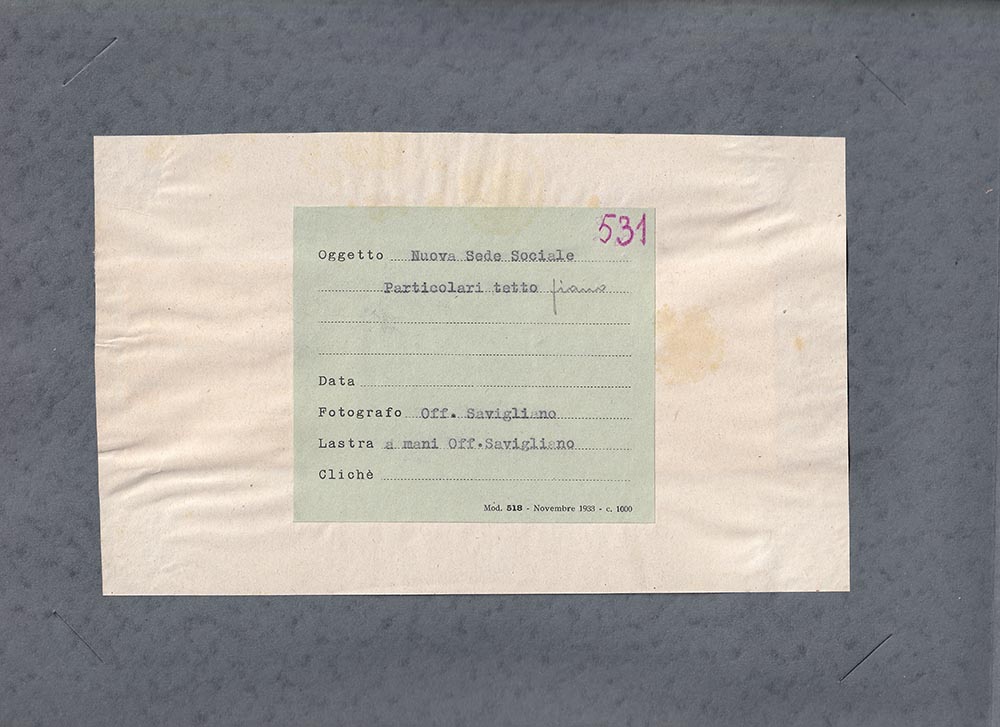 531
Oggetto Nuova Sede Sociale
Particolari tetto piano
Data
Fotografo Off. Savigliano
Lastra a mani Off.Savigliano
Clichè
Mod. 518 - Novembre 1933 - c. 1000